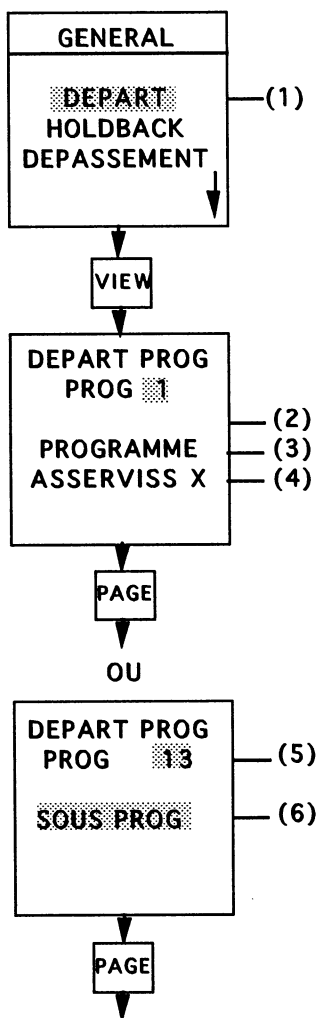 GENERAL
DEPART (1)
HOLDBACK
DEPASSEMENT
VIEW
DEPART PROG
PROG 1
(2)
PROGRAMME (3)
ASSERVISS X (4)
PAGE
OU
DEPART PROG
PROG 13 (5)
SOUS PROG (6)
PAGE